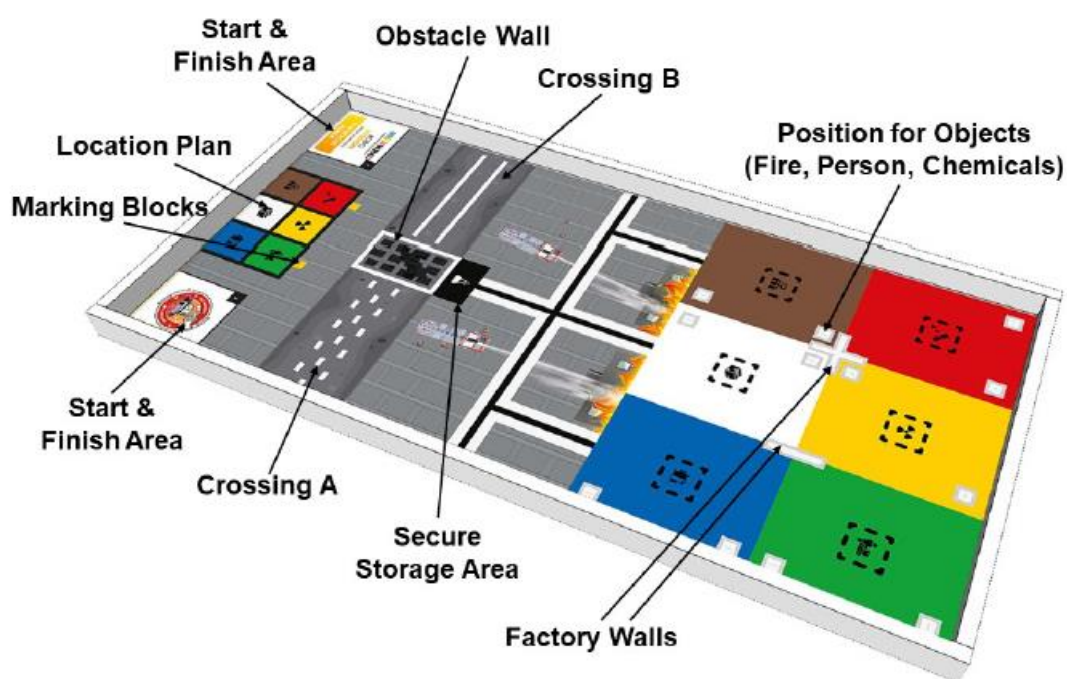 Start &
Finish Area
Obstacle Wall
Crossing B
Location Plan
Position for Objects
(Fire, Person, Chemicals)
Marking Blocks
Start &
Finish Area
Crossing A
Secure
Storage Area
Factory Walls